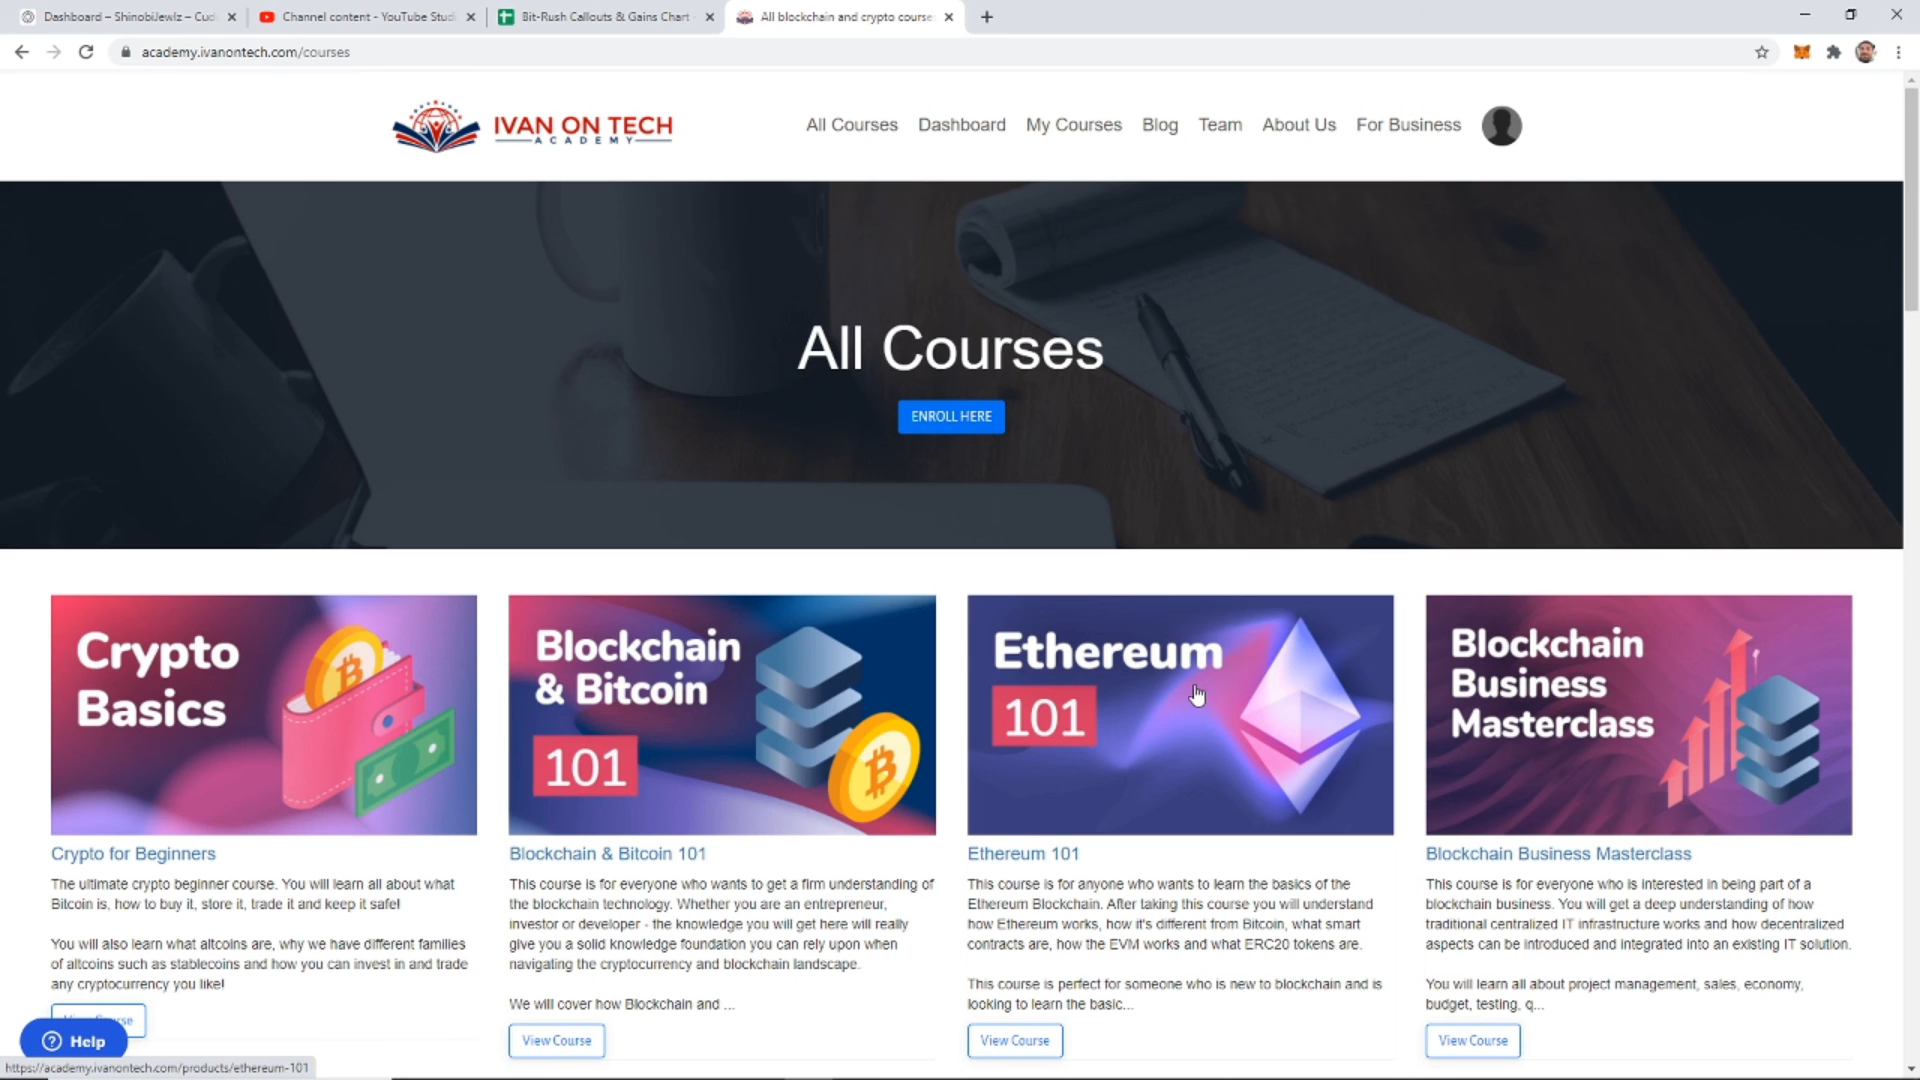 Dashboard – ShinobiJewlz – Cud
Channel content - YouTube Studi
Bit-Rush Callouts & Gains Chart
All blockchain and crypto course
academy.ivanontech.com/courses
IVAN ON TECH
ACADEMY
All Courses
Dashboard
My Courses
Blog
Team
About Us
For Business
All Courses
ENROLL HERE
Crypto
Basics
Blockchain
& Bitcoin
101
Ethereum
101
Blockchain
Business
Masterclass
Crypto for Beginners
The ultimate crypto beginner course. You will learn all about what
Bitcoin is, how to buy it, store it, trade it and keep it safe!
You will also learn what altcoins are, why we have different families
of altcoins such as stablecoins and how you can invest in and trade
any cryptocurrency you like!
View Course
Blockchain & Bitcoin 101
This course is for everyone who wants to get a firm understanding of
the blockchain technology. Whether you are an entrepreneur,
investor or developer - the knowledge you will get here will really
give you a solid knowledge foundation you can rely upon when
navigating the cryptocurrency and blockchain landscape.
We will cover how Blockchain and ...
View Course
Ethereum 101
This course is for anyone who wants to learn the basics of the
Ethereum Blockchain. After taking this course you will understand
how Ethereum works, how it's different from Bitcoin, what smart
contracts are, how the EVM works and what ERC20 tokens are.
This course is perfect for someone who is new to blockchain and is
looking to learn the basic...
View Course
Blockchain Business Masterclass
This course is for everyone who is interested in being part of a
blockchain business. You will get a deep understanding of how
traditional centralized IT infrastructure works and how decentralized
aspects can be introduced and integrated into an existing IT solution.
You will learn all about project management, sales, economy,
budget, testing, q...
View Course
Help
https://academy.ivanontech.com/products/ethereum-101